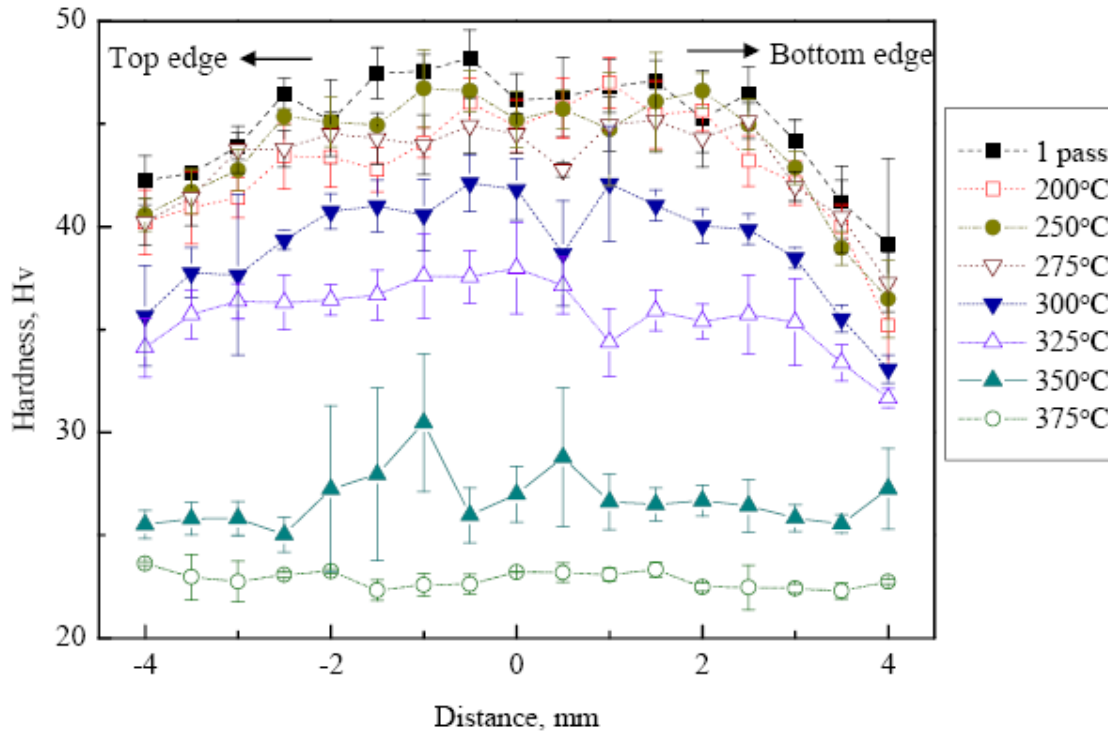 50
Top edge
Bottom edge
40
30
20
Hardness, Hv
-4
-2
0
2
4
Distance, mm
1 pass
200°C
250°C
275°C
300°C
325°C
350°C
375°C